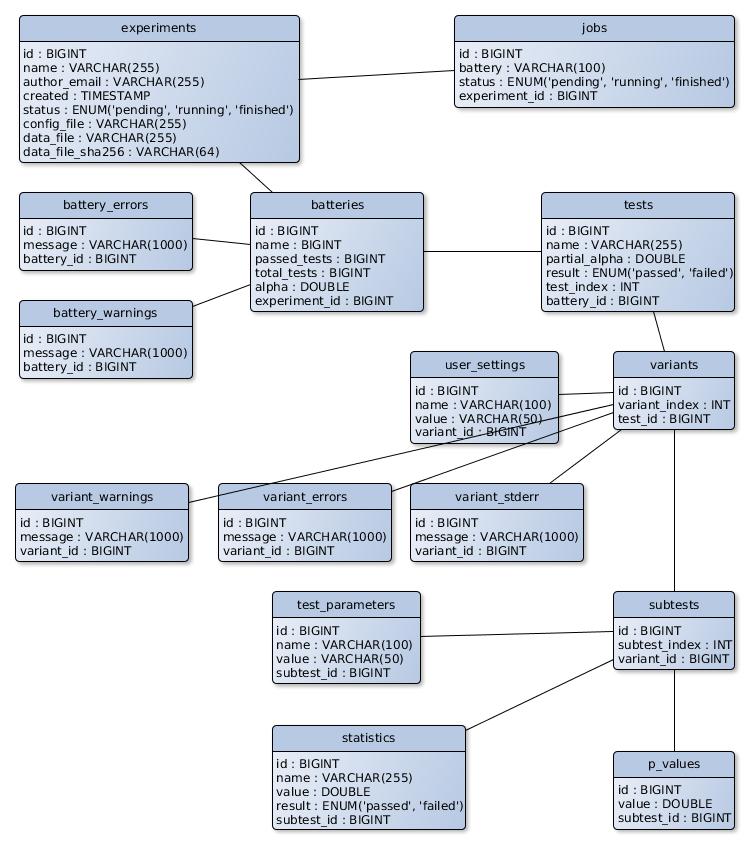 experiments
id : BIGINT
name : VARCHAR(255)
author_email : VARCHAR(255)
created : TIMESTAMP
status : ENUM('pending', 'running', 'finished')
config_file : VARCHAR(255)
data_file : VARCHAR(255)
data_file_sha256 : VARCHAR(64)
jobs
id : BIGINT
battery : VARCHAR(100)
status : ENUM('pending', 'running', 'finished')
experiment_id : BIGINT
battery_errors
id : BIGINT
message : VARCHAR(1000)
battery_id : BIGINT
batteries
id : BIGINT
name : BIGINT
passed_tests : BIGINT
total_tests : BIGINT
alpha : DOUBLE
experiment_id : BIGINT
tests
id : BIGINT
name : VARCHAR(255)
partial_alpha : DOUBLE
result : ENUM('passed', 'failed')
test_index : INT
battery_id : BIGINT
battery_warnings
id : BIGINT
message : VARCHAR(1000)
battery_id : BIGINT
user_settings
id : BIGINT
name : VARCHAR(100)
value : VARCHAR(50)
variant_id : BIGINT
variants
id : BIGINT
variant_index : INT
test_id : BIGINT
variant_warnings
id : BIGINT
message : VARCHAR(1000)
variant_id : BIGINT
variant_errors
id : BIGINT
message : VARCHAR(1000)
variant_id : BIGINT
variant_stderr
id : BIGINT
message : VARCHAR(1000)
variant_id : BIGINT
test_parameters
id : BIGINT
name : VARCHAR(100)
value : VARCHAR(50)
subtest_id : BIGINT
subtests
id : BIGINT
subtest_index : INT
variant_id : BIGINT
statistics
id : BIGINT
name : VARCHAR(255)
value : DOUBLE
result : ENUM('passed', 'failed')
subtest_id : BIGINT
p_values
id : BIGINT
value : DOUBLE
subtest_id : BIGINT